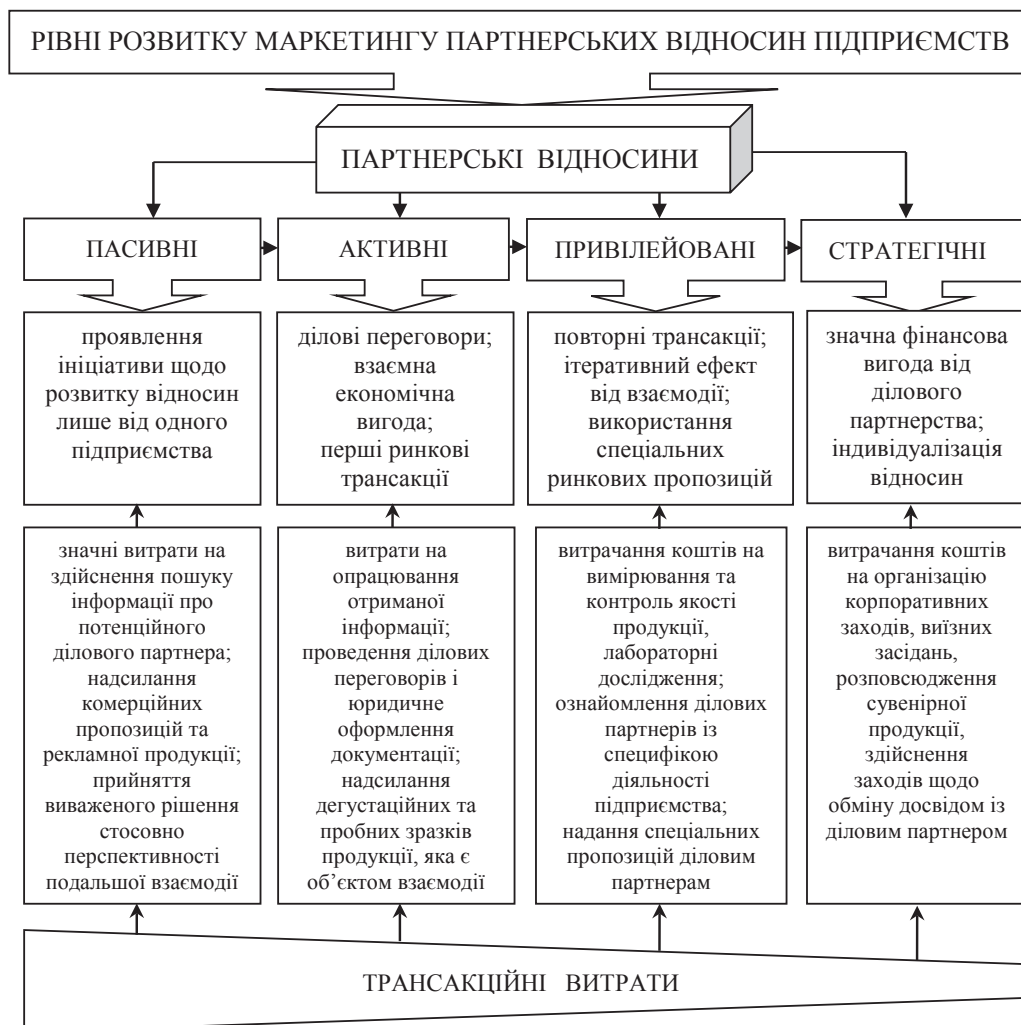 РІВНІ РОЗВИТКУ МАРКЕТИНГУ ПАРТНЕРСЬКИХ ВІДНОСИН ПІДПРИЄМСТВ
ПАРТНЕРСЬКІ ВІДНОСИНИ
ПАСИВНІ
АКТИВНІ
ПРИВІЛЕЙОВАНІ
СТРАТЕГІЧНІ
проявлення
ініціативи щодо
розвитку відносин
лише від одного
підприємства
ділові переговори;
взаємна
економічна
вигода;
перші ринкові
трансакції
повторні трансакції;
ітеративний ефект
від взаємодії;
використання
спеціальних
ринкових пропозицій
значна фінансова
вигода від
ділового
партнерства;
індивідуалізація
відносин
значні витрати на
здійснення пошуку
інформації про
потенційного
ділового партнера;
надсилання
комерційних
пропозицій та
рекламної продукції;
прийняття
виваженого рішення
стосовно
перспективності
подальшої взаємодії
витрати на
опрацювання
отриманої
інформації;
проведення ділових
переговорів і
юридичне
оформлення
документації;
надсилання
дегустаційних та
пробних зразків
продукції, яка є
об’єктом взаємодії
витрачання коштів на
вимірювання та
контроль якості
продукції,
лабораторні
дослідження;
ознайомлення ділових
партнерів із
специфікою
діяльності
підприємства;
надання спеціальних
пропозицій діловим
партнерам
витрачання коштів
на організацію
корпоративних
заходів, виїзних
засідань,
розповсюдження
сувенірної
продукції,
здійснення
заходів щодо
обміну досвідом із
діловим партнером
ТРАНСАКЦІЙНІ ВИТРАТИ